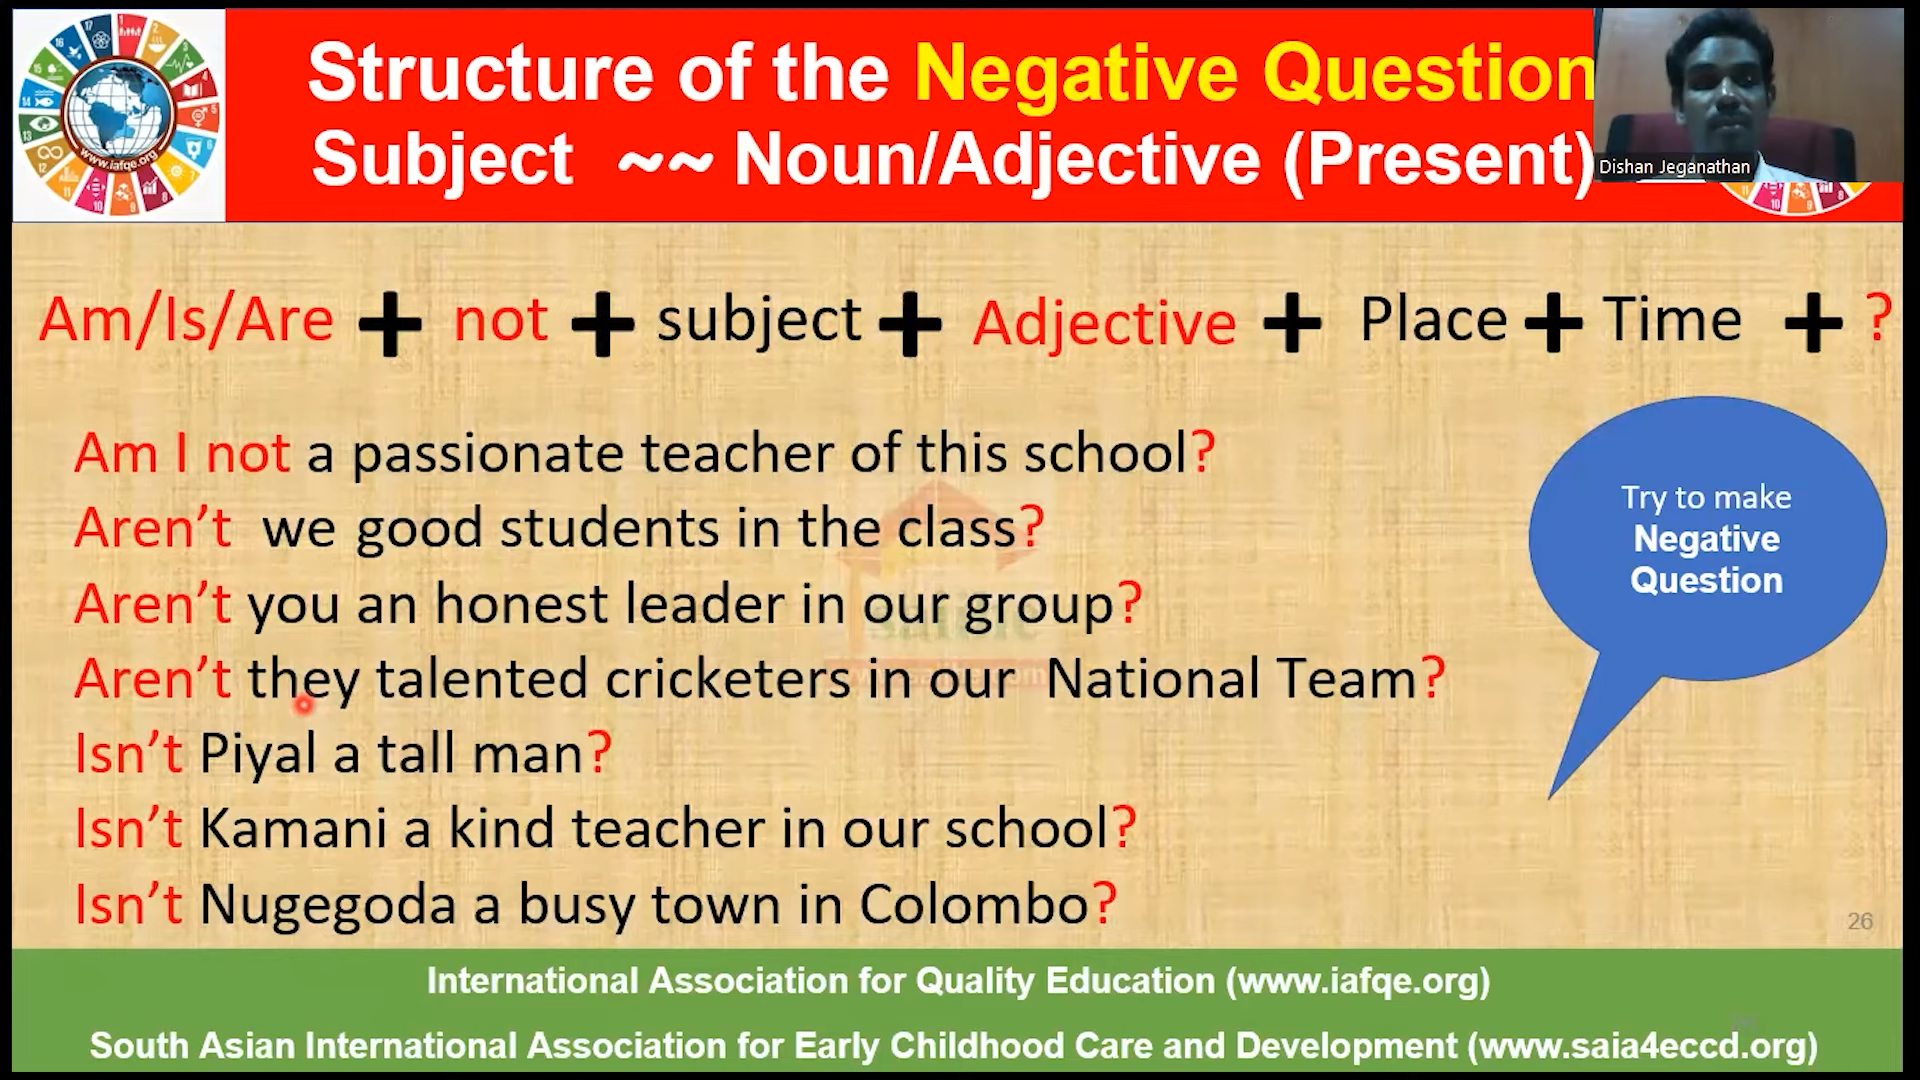 Structure of the Negative Question
Subject ~~ Noun/Adjective (Present)
www.iafqe.org
Dishan Jeganathan
Am/Is/Are + not + subject + Adjective + Place + Time + ?
Am I not a passionate teacher of this school?
Aren't we good students in the class?
Aren't you an honest leader in our group?
Aren't they talented cricketers in our National Team?
Isn't Piyal a tall man?
Isn't Kamani a kind teacher in our school?
Isn't Nugegoda a busy town in Colombo?
Try to make
Negative
Question
26
International Association for Quality Education (www.iafqe.org)
South Asian International Association for Early Childhood Care and Development (www.saia4eccd.org)